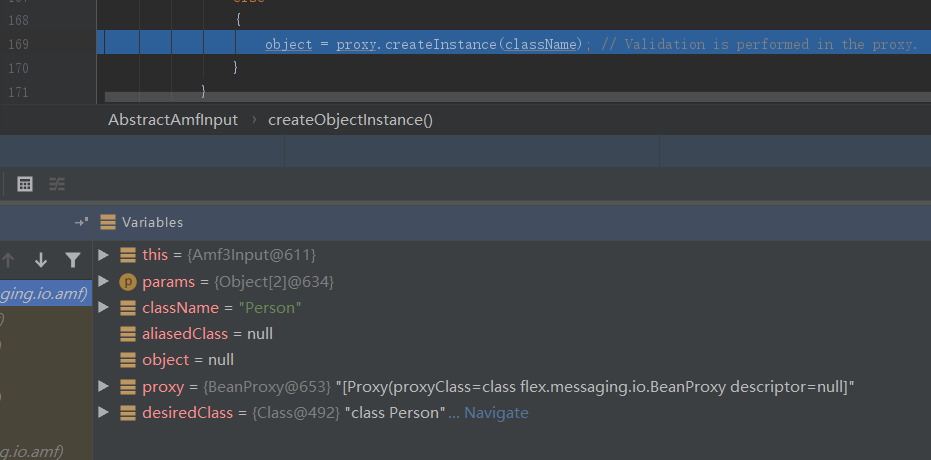 else
168 {
169 object = proxy.createInstance(className); // Validation is performed in the proxy.
170 }
171 }
AbstractAmfInput › createObjectInstance()
Variables
this = {Amf3Input@611}
params = {Object[2]@634}
ging.io.amf) className = "Person"
aliasedClass = null
object = null
proxy = {BeanProxy@653} "[Proxy(proxyClass=class flex.messaging.io.BeanProxy descriptor=null]"
desiredClass = {Class@492} "class Person" ... Navigate
g.io.amf)